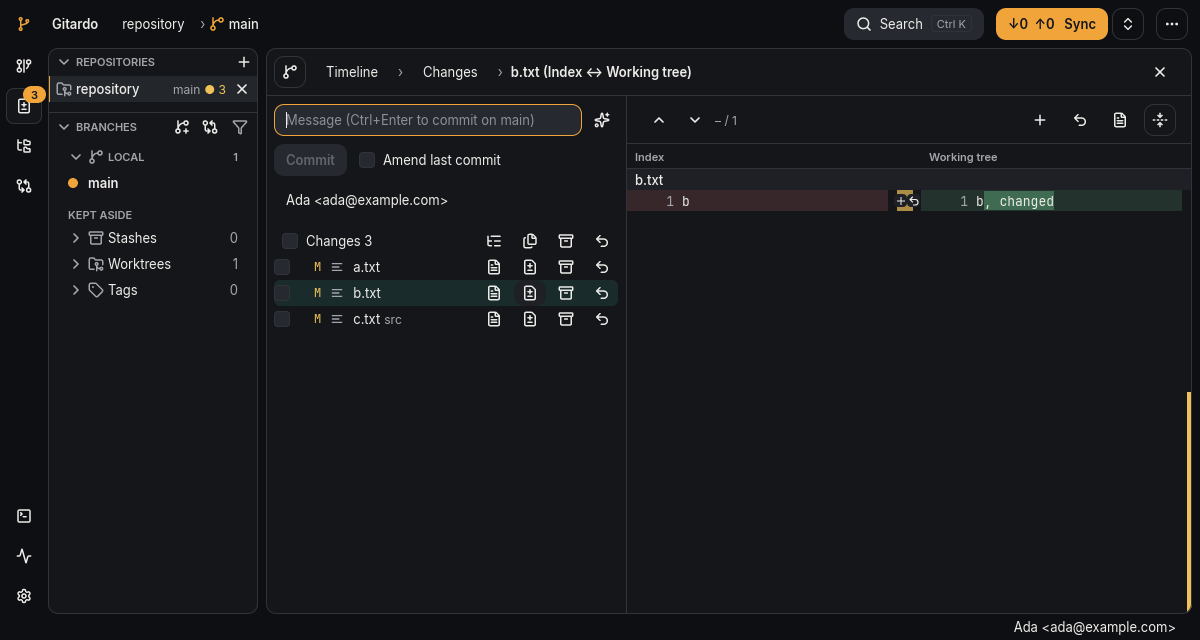 Gitardo repository › main Search Ctrl K ↓0 ↑0 Sync
3
REPOSITORIES
repository main 3
BRANCHES
LOCAL 1
main
KEPT ASIDE
Stashes 0
Worktrees 1
Tags 0
Timeline › Changes › b.txt (Index ↔ Working tree)
Message (Ctrl+Enter to commit on main)
Commit Amend last commit
Ada <ada@example.com>
Changes 3
M a.txt
M b.txt
M c.txt src
– / 1
Index Working tree
b.txt
1 b 1 b, changed
Ada <ada@example.com>